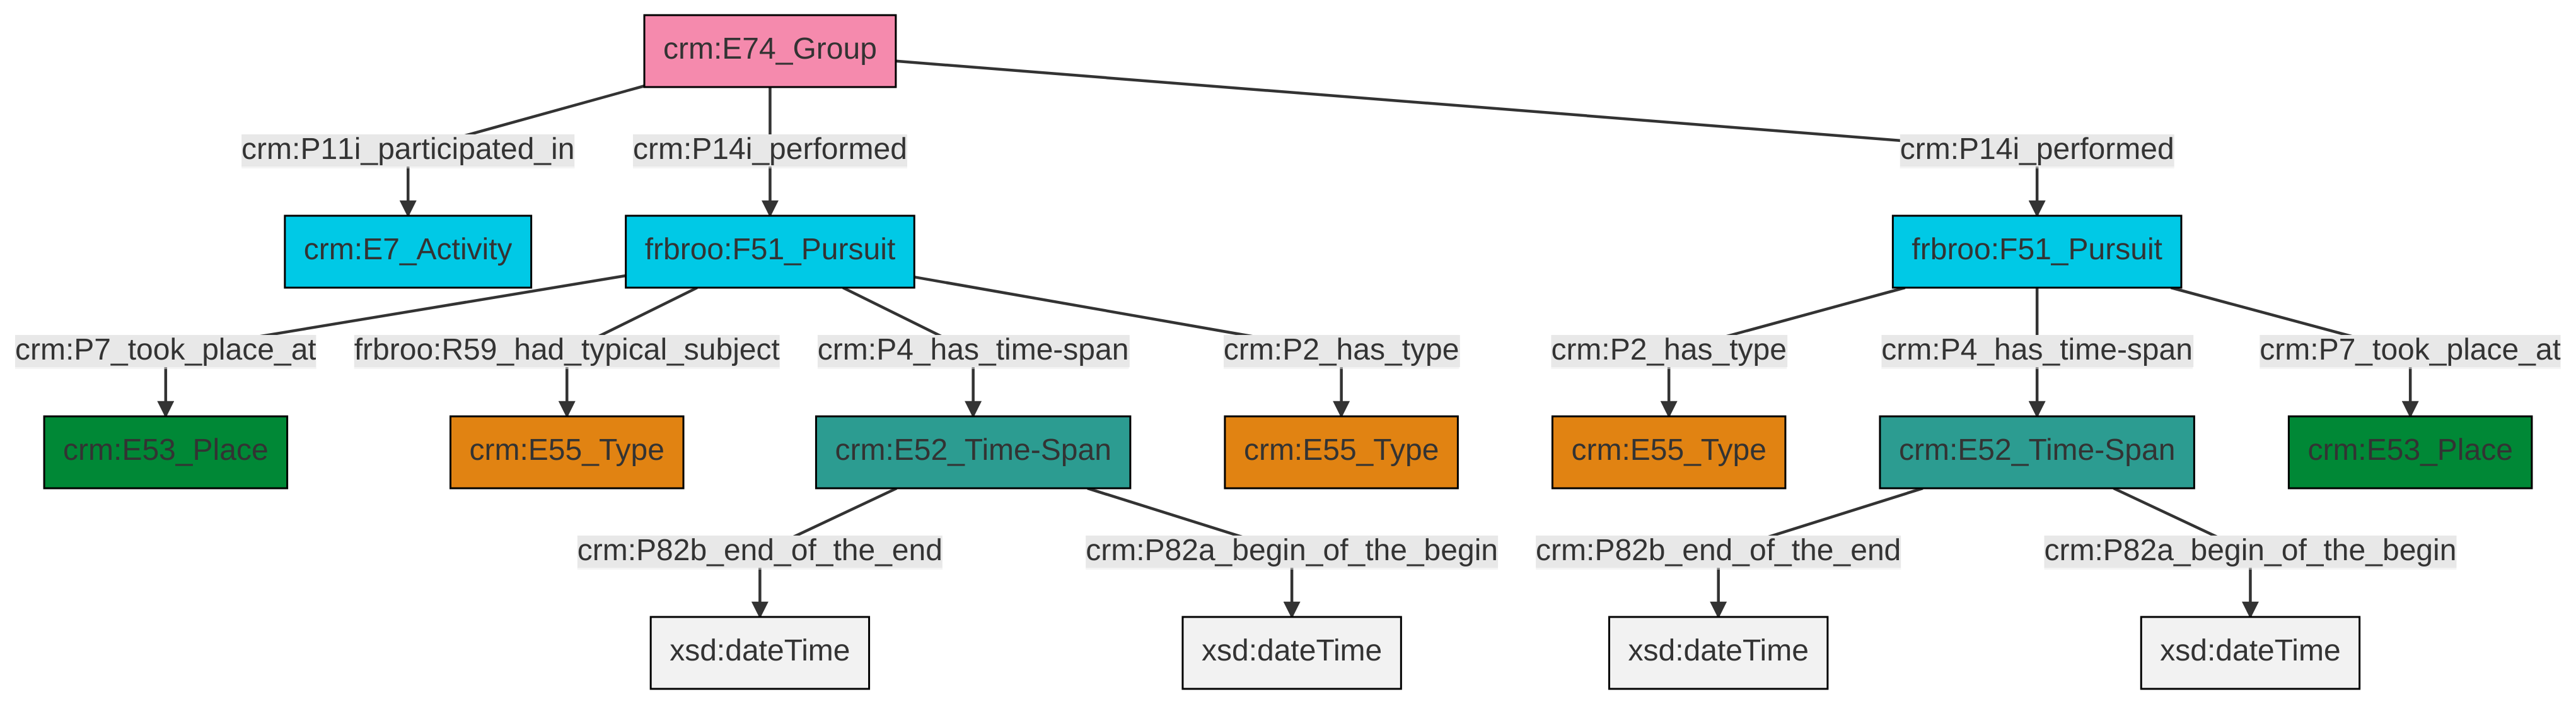 crm:E74_Group
crm:P11i_participated_in
crm:P14i_performed
crm:P14i_performed
crm:E7_Activity
frbroo:F51_Pursuit
frbroo:F51_Pursuit
crm:P7_took_place_at
frbroo:R59_had_typical_subject
crm:P4_has_time-span
crm:P2_has_type
crm:P2_has_type
crm:P4_has_time-span
crm:P7_took_place_at
crm:E53_Place
crm:E55_Type
crm:E52_Time-Span
crm:E55_Type
crm:E55_Type
crm:E52_Time-Span
crm:E53_Place
crm:P82b_end_of_the_end
crm:P82a_begin_of_the_begin
crm:P82b_end_of_the_end
crm:P82a_begin_of_the_begin
xsd:dateTime
xsd:dateTime
xsd:dateTime
xsd:dateTime